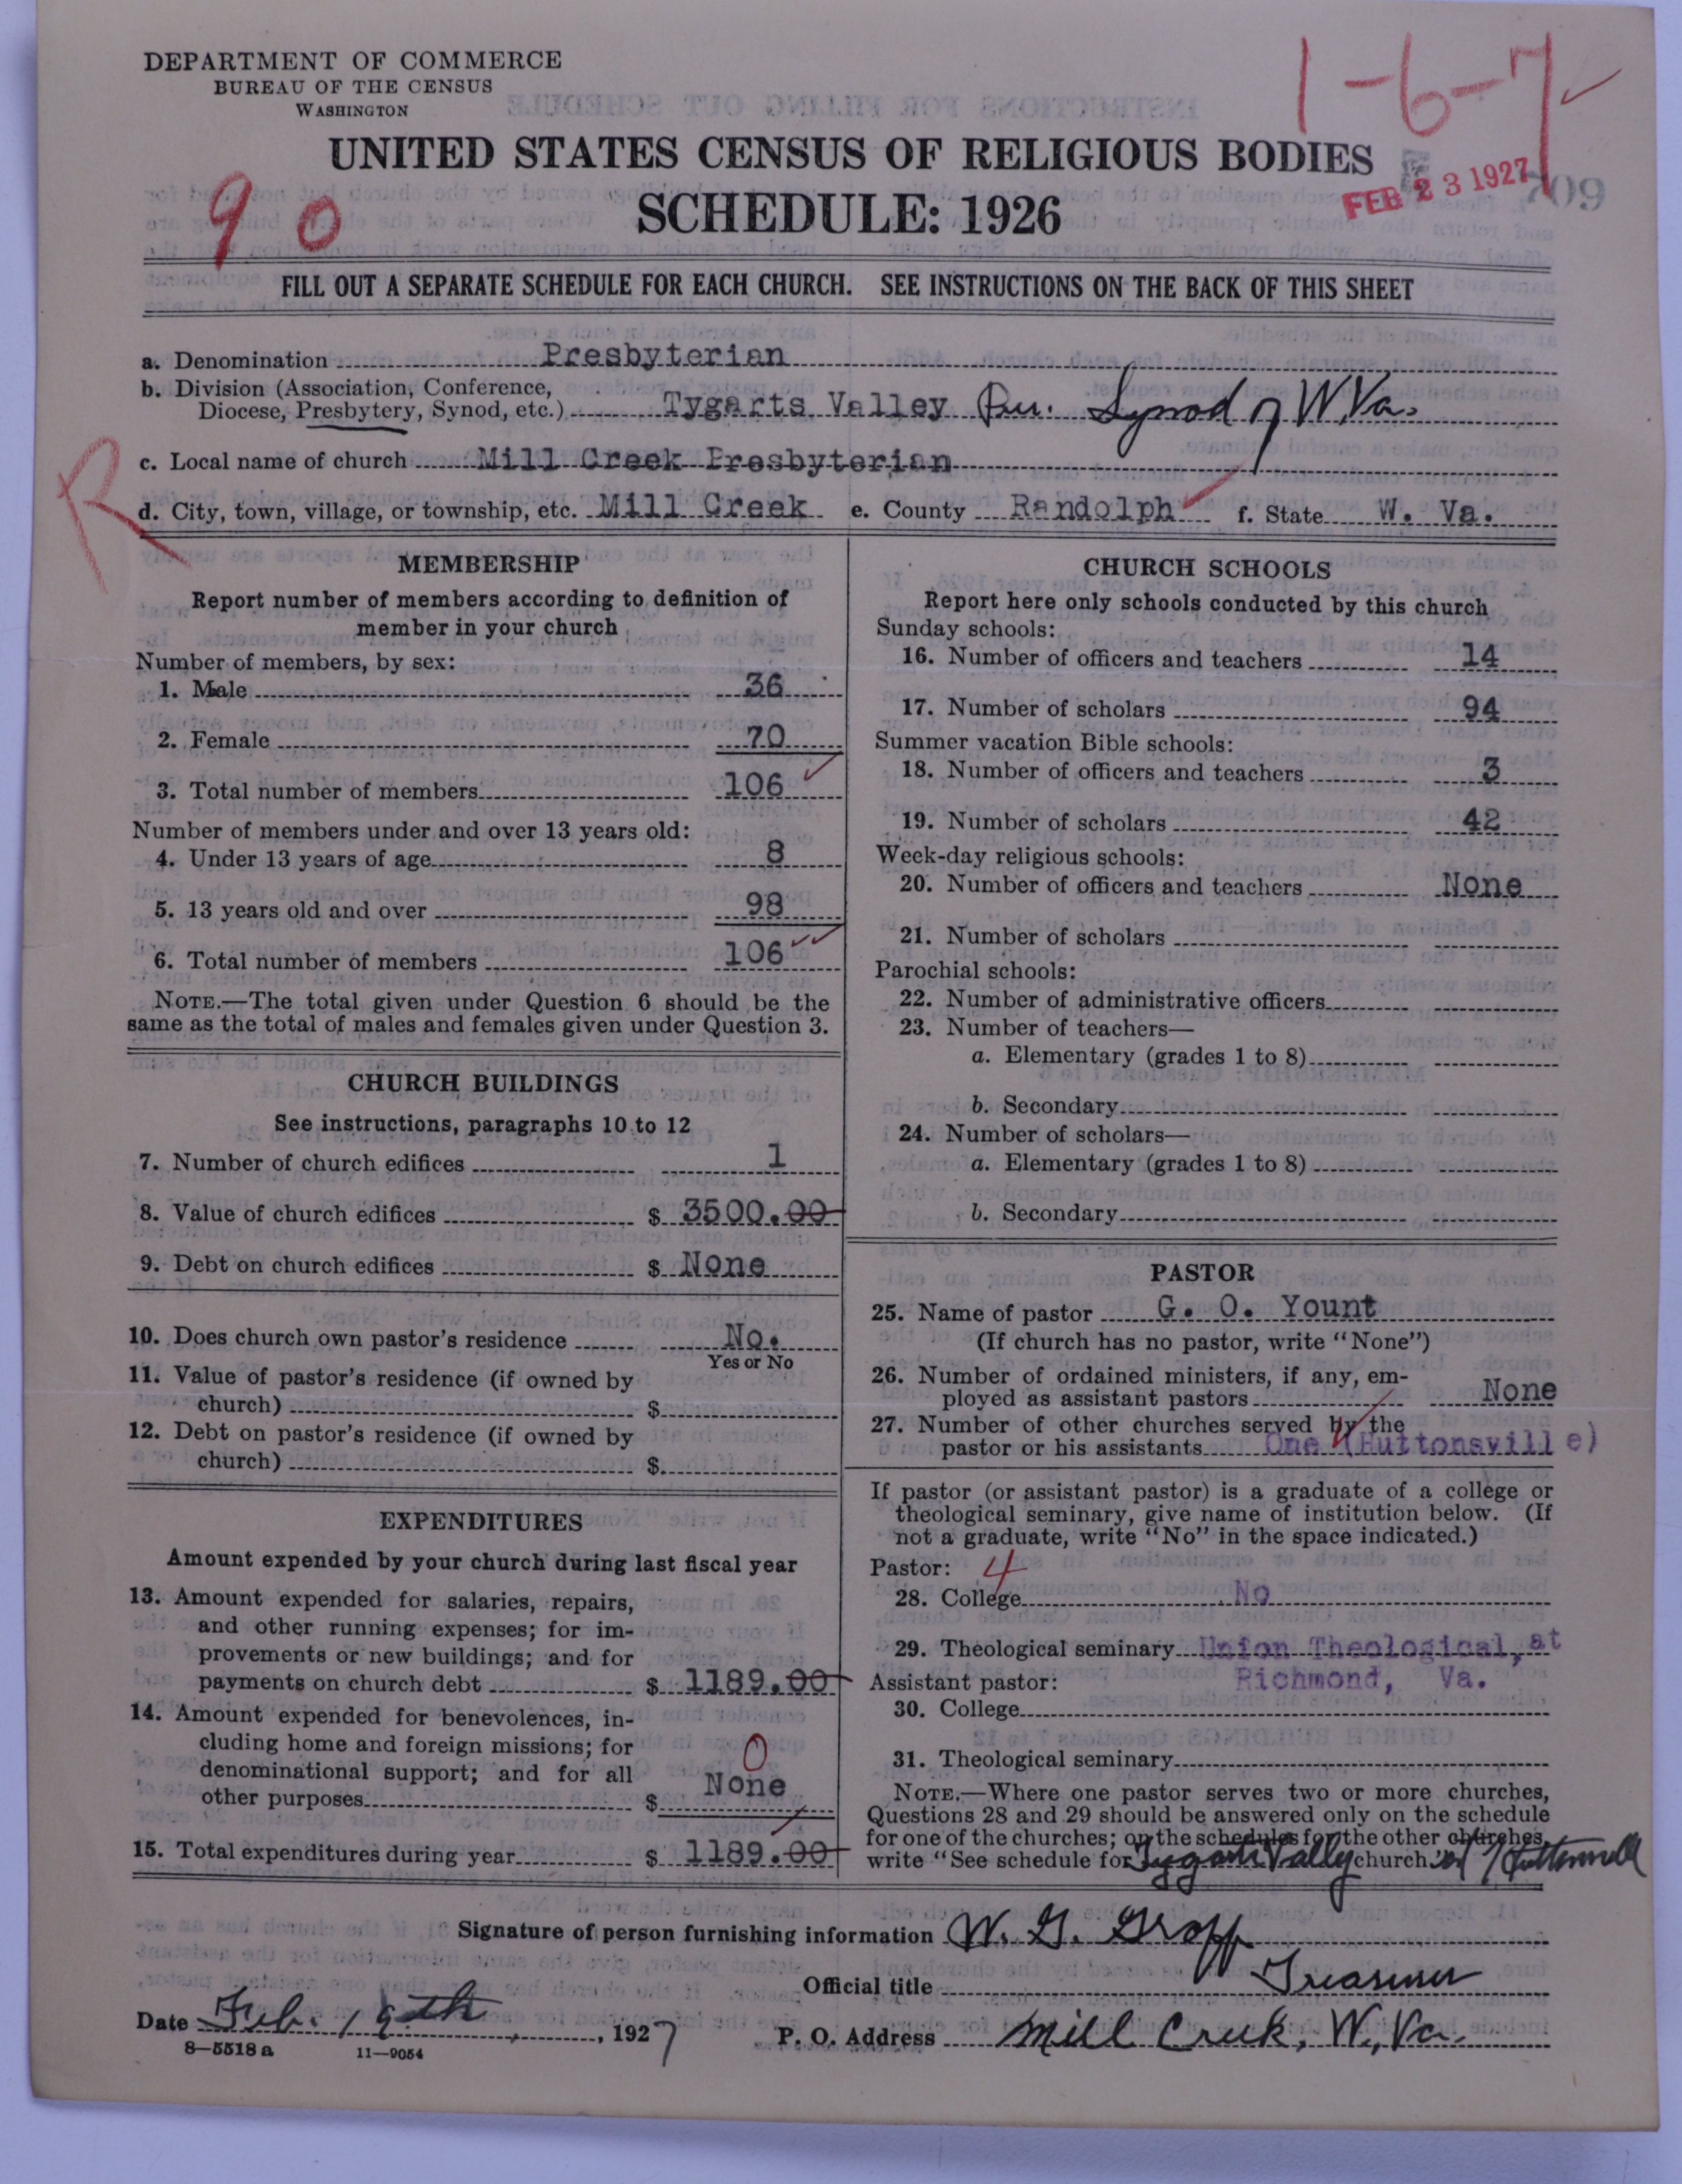 DEPARTMENT OF COMMERCE
BUREAU OF THE CENSUS
WASHINGTON
1-6-7
UNITED STATES CENSUS OF RELIGIOUS BODIES
SCHEDULE: 1926
FEB 23 1927
709
90
FILL OUT A SEPARATE SCHEDULE FOR EACH CHURCH. SEE INSTRUCTIONS ON THE BACK OF THIS SHEET
a. Denomination Presbyterian
b. Division (Association, Conference,
Diocese, Presbytery, Synod, etc.) Tygarts Valley Synod of W. Va.
c. Local name of church Mill Creek Presbyterian
R
d. City, town, village, or township, etc. Mill Creek e. County Randolph f. State W. Va.
MEMBERSHIP
Report number of members according to definition of
member in your church
Number of members, by sex:
1. Male 36
2. Female 70
3. Total number of members 106
Number of members under and over 13 years old:
4. Under 13 years of age 8
5. 13 years old and over 98
6. Total number of members 106
NOTE.—The total given under Question 6 should be the
same as the total of males and females given under Question 3.
CHURCH BUILDINGS
See instructions, paragraphs 10 to 12
7. Number of church edifices 1
8. Value of church edifices $ 3500.00
9. Debt on church edifices $ None
10. Does church own pastor's residence No.
Yes or No
11. Value of pastor's residence (if owned by
church) $
12. Debt on pastor's residence (if owned by
church) $
EXPENDITURES
Amount expended by your church during last fiscal year
13. Amount expended for salaries, repairs,
and other running expenses; for im-
provements or new buildings; and for
payments on church debt $ 1189.00
14. Amount expended for benevolences, in-
cluding home and foreign missions; for
denominational support; and for all
other purposes $ None
0
15. Total expenditures during year $ 1189.00
CHURCH SCHOOLS
Report here only schools conducted by this church
Sunday schools:
16. Number of officers and teachers 14
17. Number of scholars 94
Summer vacation Bible schools:
18. Number of officers and teachers 3
19. Number of scholars 42
Week-day religious schools:
20. Number of officers and teachers None
21. Number of scholars
Parochial schools:
22. Number of administrative officers
23. Number of teachers—
a. Elementary (grades 1 to 8)
b. Secondary
24. Number of scholars—
a. Elementary (grades 1 to 8)
b. Secondary
PASTOR
25. Name of pastor G. O. Yount
(If church has no pastor, write "None")
26. Number of ordained ministers, if any, em-
ployed as assistant pastors None
27. Number of other churches served by the
pastor or his assistants One (Huttonsville)
If pastor (or assistant pastor) is a graduate of a college or
theological seminary, give name of institution below. (If
not a graduate, write "No" in the space indicated.)
Pastor: 4
28. College No
29. Theological seminary Union Theological, at
Assistant pastor: Richmond, Va.
30. College
31. Theological seminary
NOTE.—Where one pastor serves two or more churches,
Questions 28 and 29 should be answered only on the schedule
for one of the churches; on the schedules for the other churches,
write "See schedule for Tygarts Valley church."
Signature of person furnishing information W. G. Groff
Official title Treasurer
Date Feb. 19th, 1927
P. O. Address Mill Creek, W. Va.
8-5518 a 11-9054